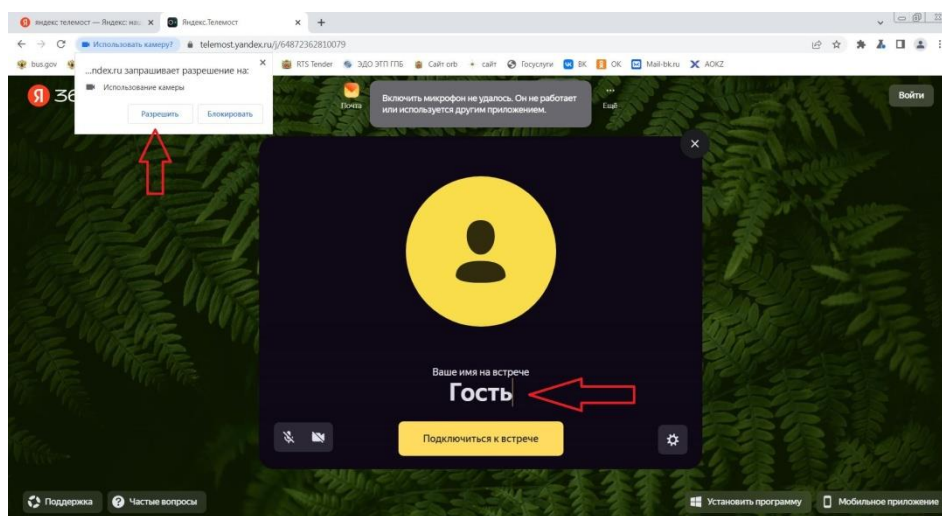 яндекс телемост — Яндекс: наш
Яндекс.Телемост
Использовать камеру?
telemost.yandex.ru/j/64872362810079
bus.gov
RTS Tender
ЭДО ЭТП ГПБ
Сайт orb
сайт
Госуслуги
ВК
ОК
Mail-bk.ru
АОКZ
...ndex.ru запрашивает разрешение на:
Использование камеры
Разрешить
Блокировать
Я 36
Почта
Включить микрофон не удалось. Он не работает
или используется другим приложением.
Ещё
Войти
Ваше имя на встрече
Гость
Подключиться к встрече
Поддержка
Частые вопросы
Установить программу
Мобильное приложение